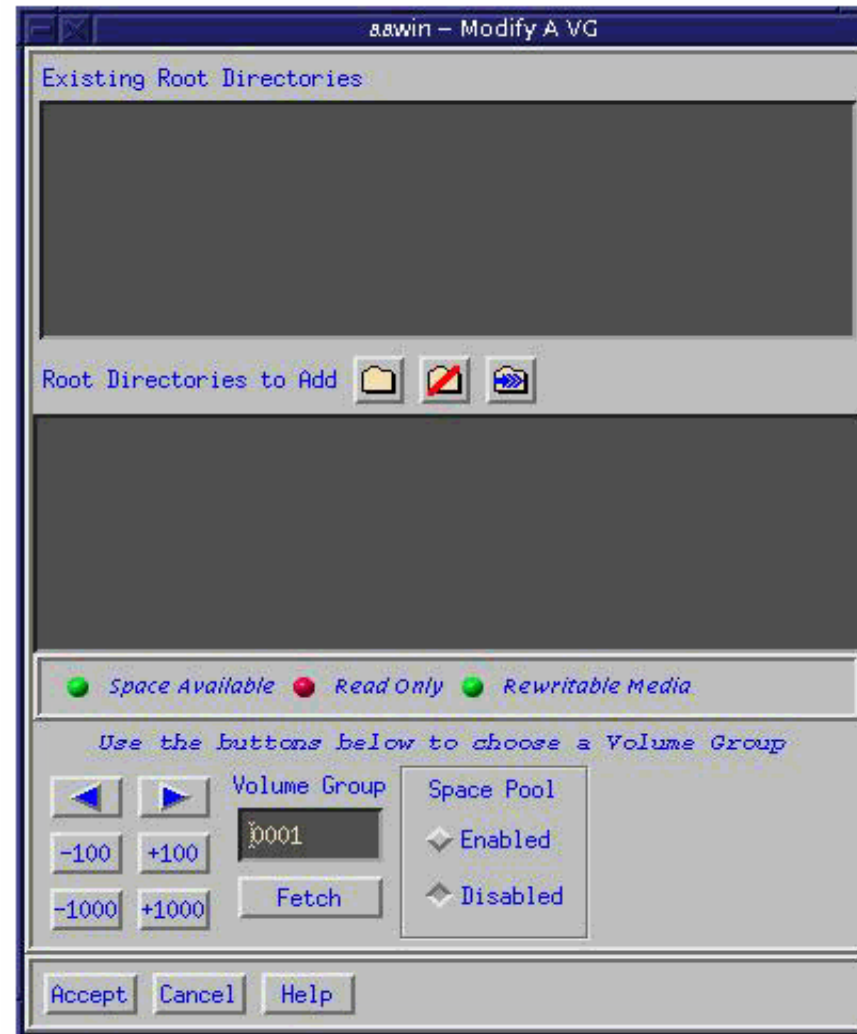 aawin – Modify A VG
Existing Root Directories
Root Directories to Add
Space Available Read Only Rewritable Media
Use the buttons below to choose a Volume Group
Volume Group Space Pool
0001 Enabled
-100 +100
Fetch Disabled
-1000 +1000
Accept Cancel Help